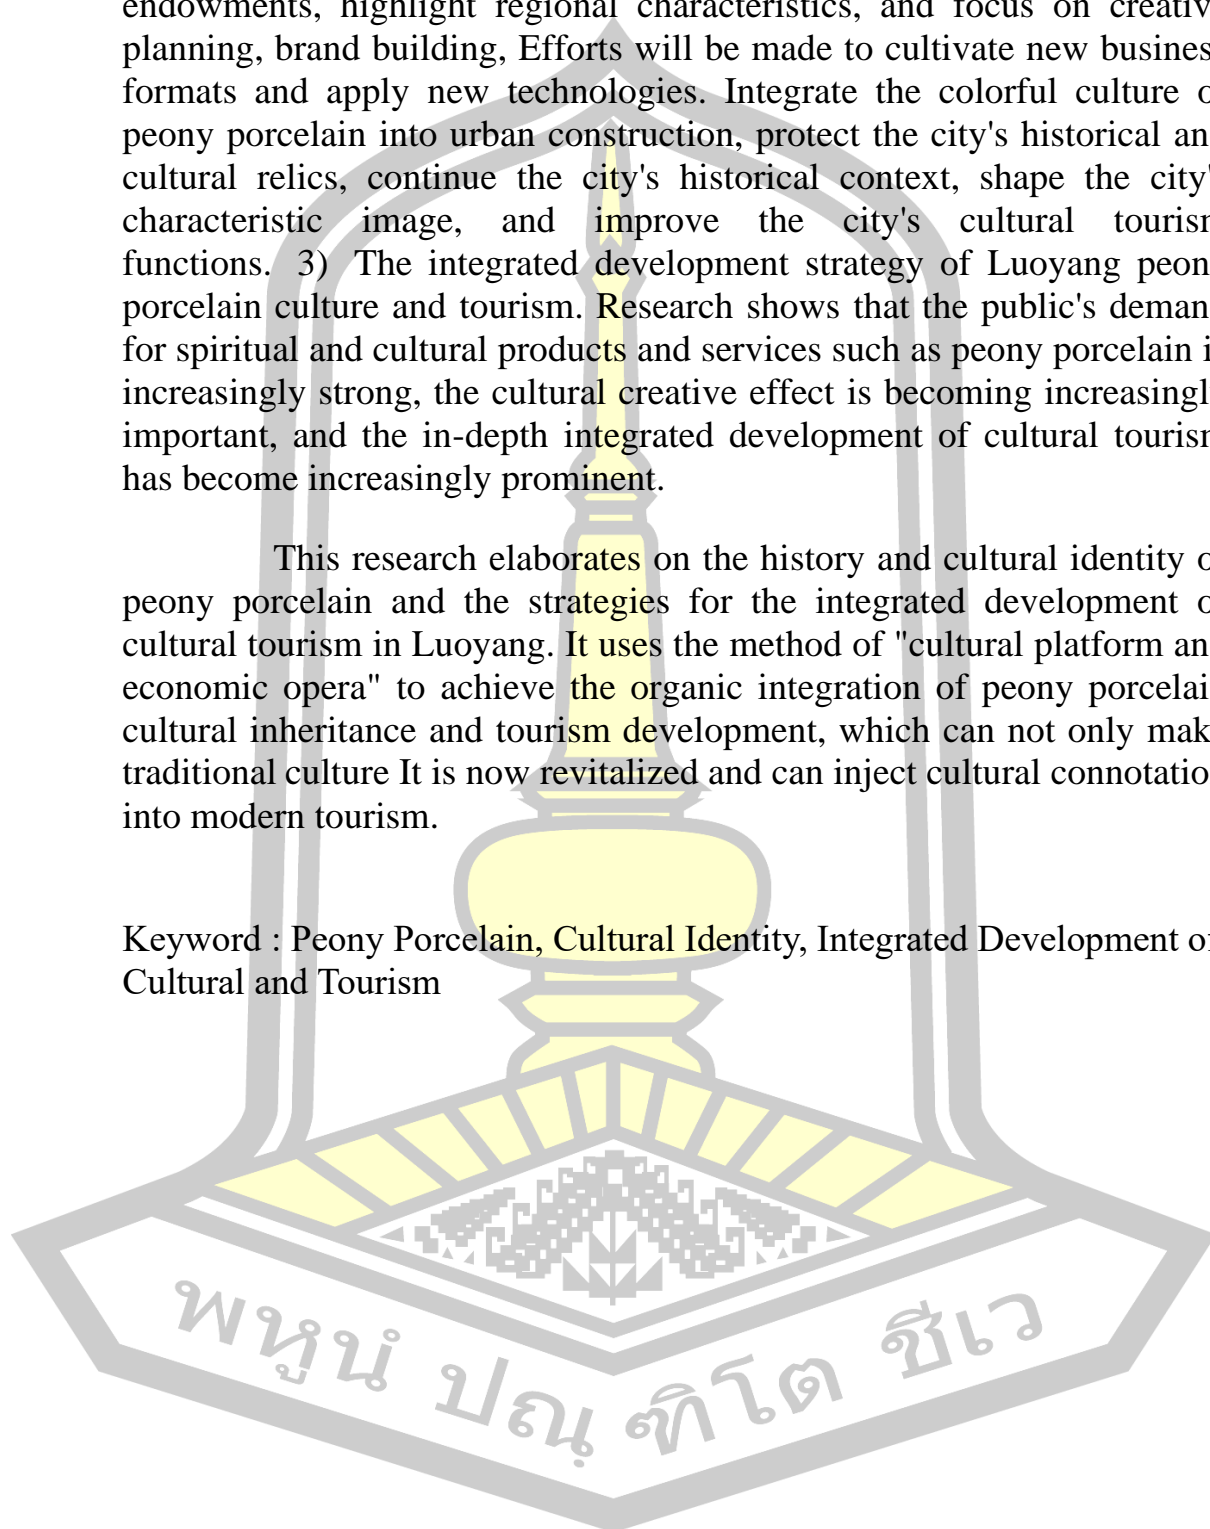 endowments, highlight regional characteristics, and focus on creativ
planning, brand building, Efforts will be made to cultivate new busines
formats and apply new technologies. Integrate the colorful culture o
peony porcelain into urban construction, protect the city's historical an
cultural relics, continue the city's historical context, shape the city'
characteristic image, and improve the city's cultural tourism
functions. 3) The integrated development strategy of Luoyang peon
porcelain culture and tourism. Research shows that the public's deman
for spiritual and cultural products and services such as peony porcelain i
increasingly strong, the cultural creative effect is becoming increasingl
important, and the in-depth integrated development of cultural tourism
has become increasingly prominent.
This research elaborates on the history and cultural identity o
peony porcelain and the strategies for the integrated development o
cultural tourism in Luoyang. It uses the method of "cultural platform an
economic opera" to achieve the organic integration of peony porcelai
cultural inheritance and tourism development, which can not only mak
traditional culture It is now revitalized and can inject cultural connotatio
into modern tourism.
Keyword : Peony Porcelain, Cultural Identity, Integrated Development of
Cultural and Tourism
พหูนํ ปณฺฑิโต ชีเว